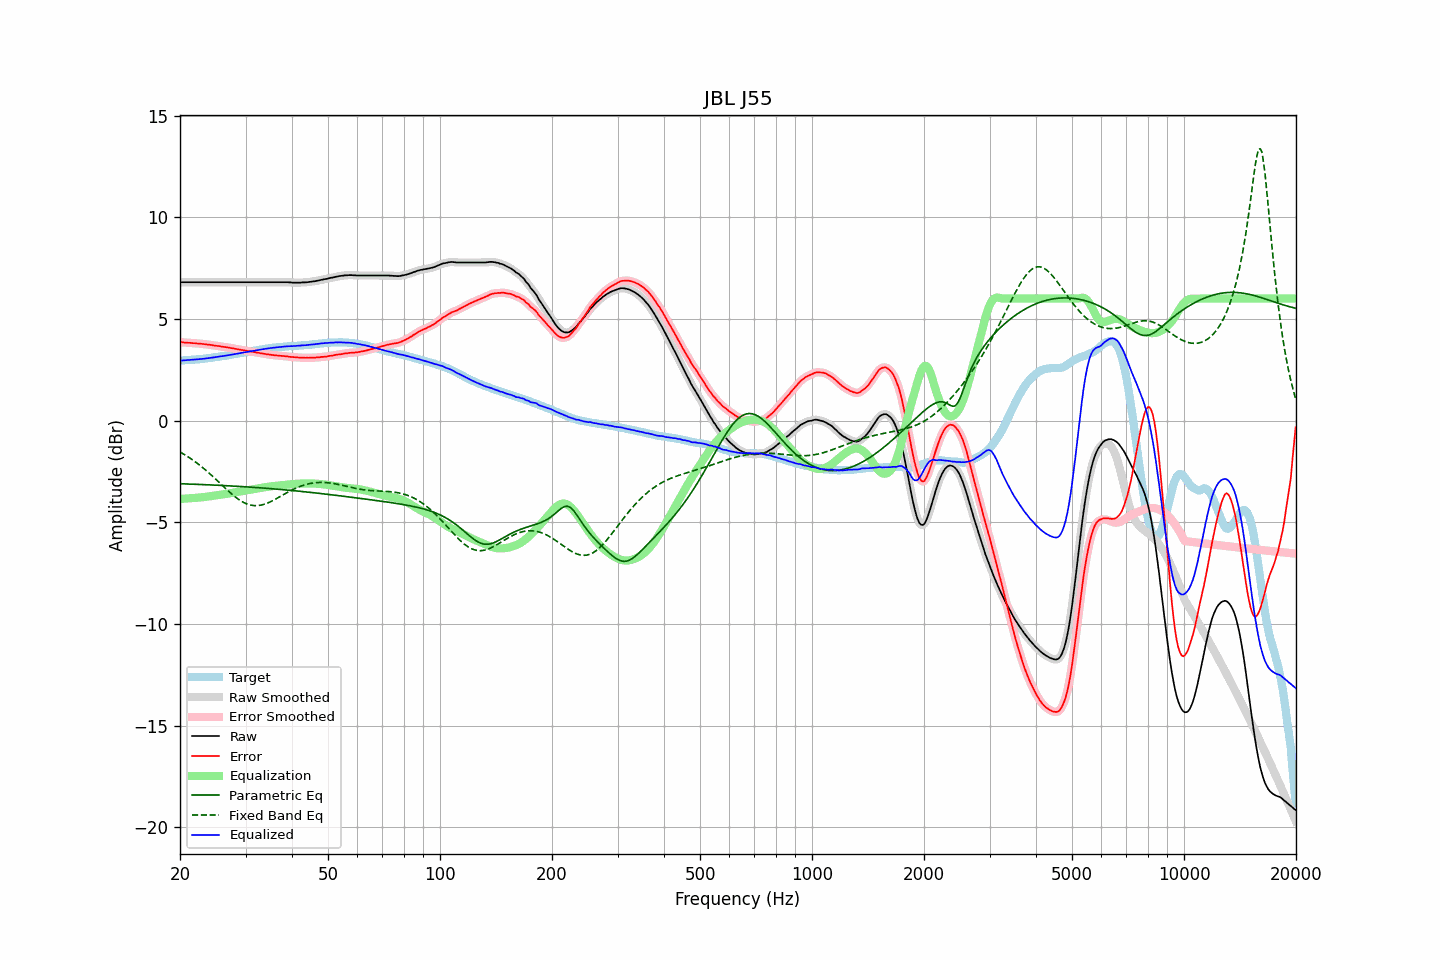 JBL J55
Amplitude (dBr)
15
10
5
0
−5
−10
−15
−20
Target
Raw Smoothed
Error Smoothed
Raw
Error
Equalization
Parametric Eq
Fixed Band Eq
Equalized
20 50 100 200 500 1000 2000 5000 10000 20000
Frequency (Hz)